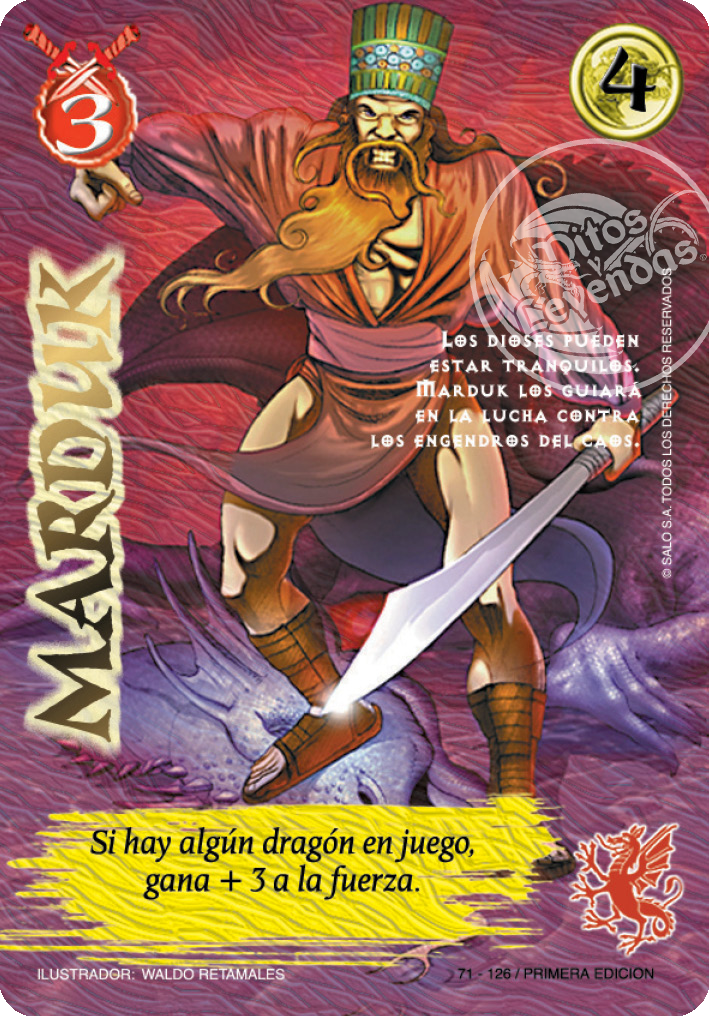 3
4
Mitos
y
Leyendas®
MARDUK
LOS DIOSES PUEDEN
ESTAR TRANQUILOS.
MARDUK LOS GUIARÁ
EN LA LUCHA CONTRA
LOS ENGENDROS DEL CAOS.
© SALO S.A. TODOS LOS DERECHOS RESERVADOS
Si hay algún dragón en juego,
gana + 3 a la fuerza.
ILUSTRADOR: WALDO RETAMALES
71 - 126 / PRIMERA EDICION